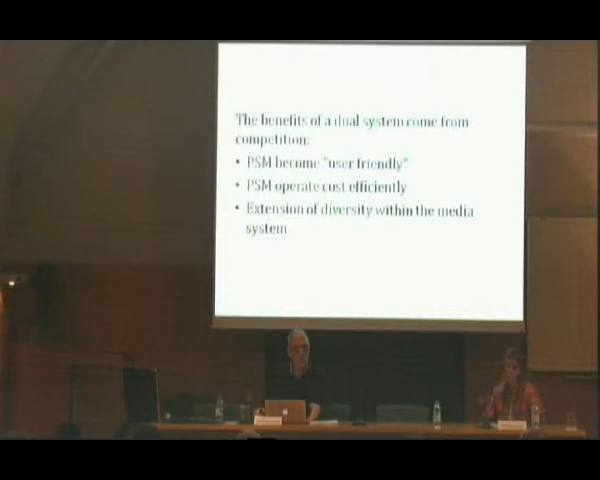 The benefits of a dual system come from
competition:
• PSM become "user friendly"
• PSM operate cost efficiently
• Extension of diversity within the media
system